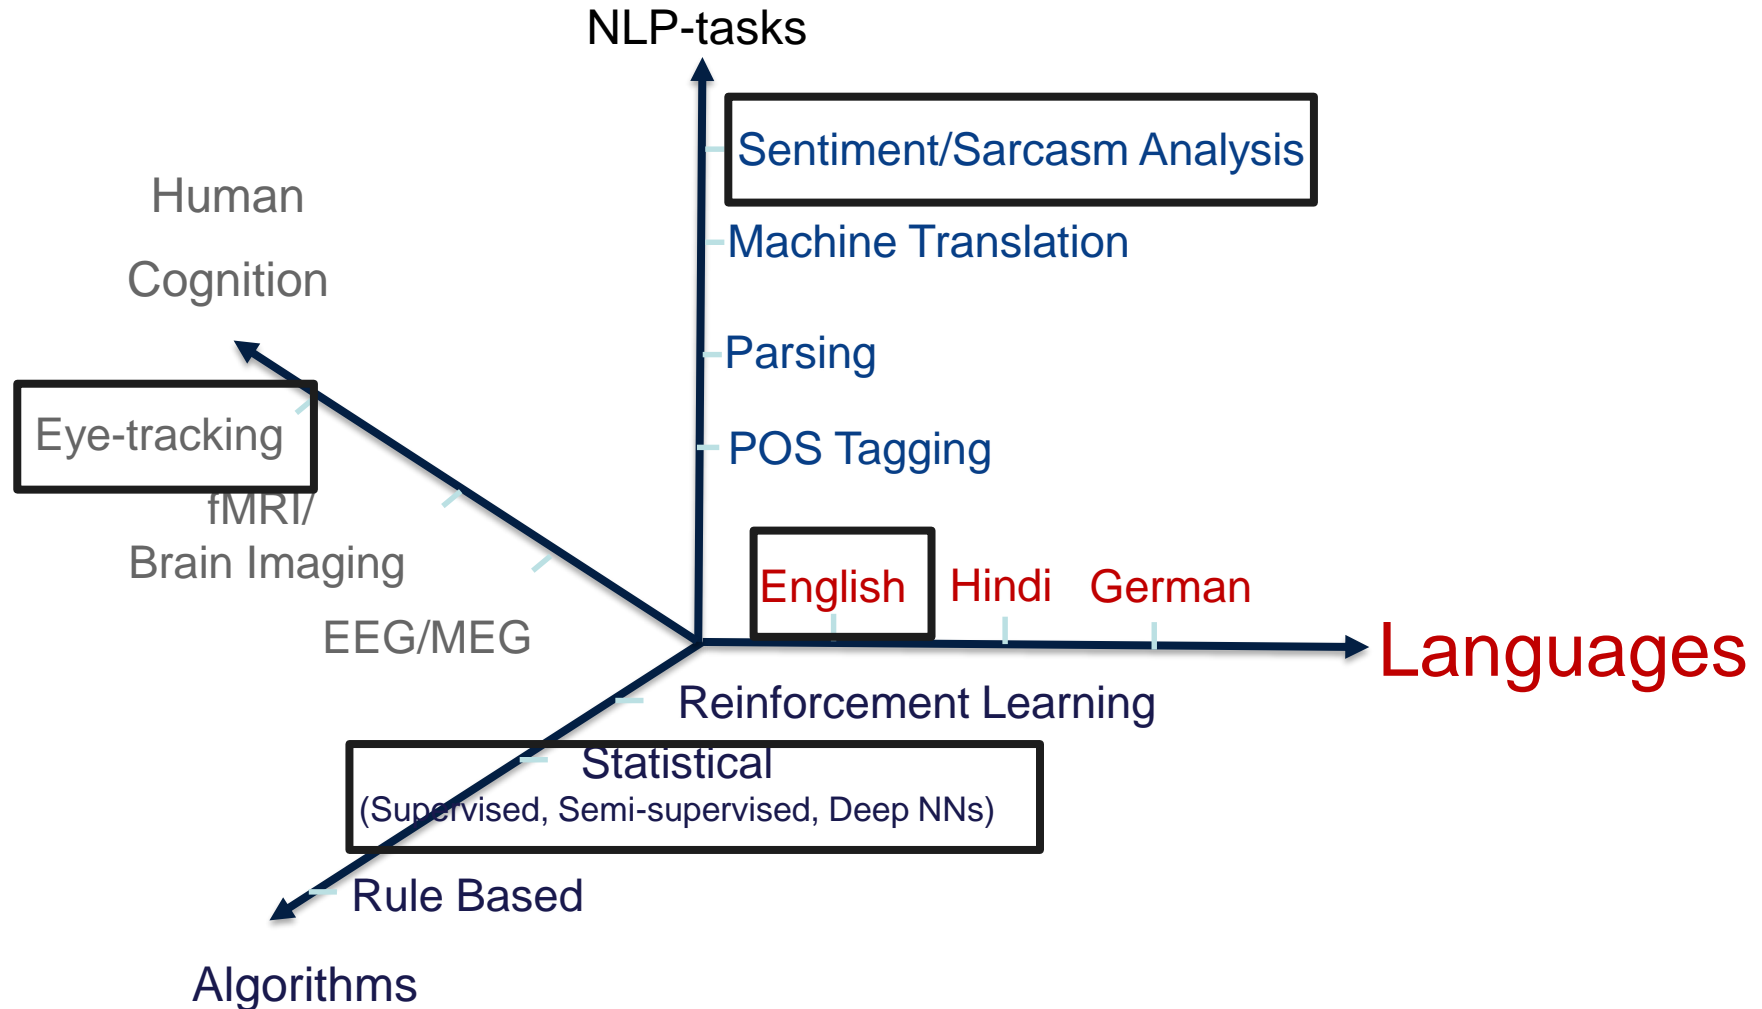 NLP-tasks
Sentiment/Sarcasm Analysis
Machine Translation
Parsing
POS Tagging
Human
Cognition
Eye-tracking
fMRI/
Brain Imaging
EEG/MEG
English
Hindi
German
Languages
Reinforcement Learning
Statistical
(Supervised, Semi-supervised, Deep NNs)
Rule Based
Algorithms